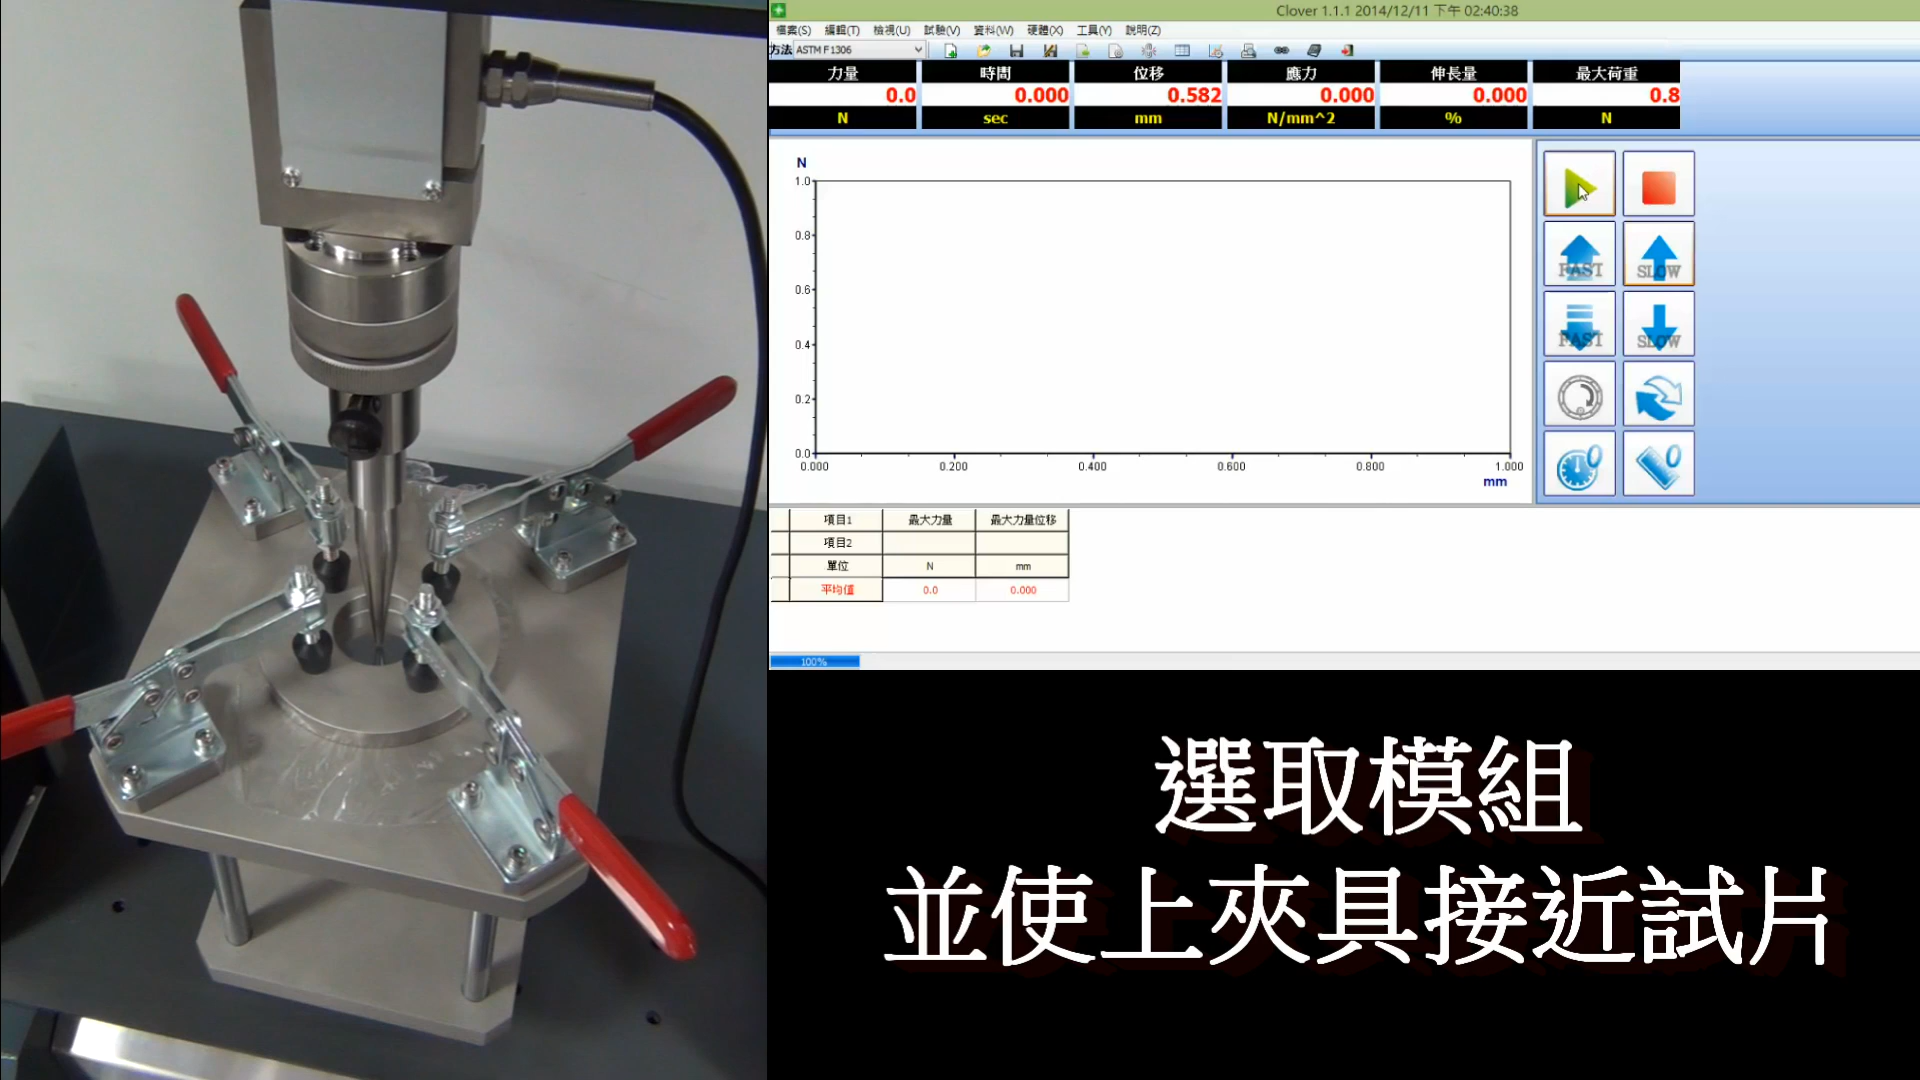 Clover 1.1.1 2014/12/11 下午 02:40:38
檔案(S) 編輯(T) 檢視(U) 試驗(V) 資料(W) 硬體(X) 工具(Y) 說明(Z)
方法 ASTM F1306
力量 時間 位移 應力 伸長量 最大荷重
0.0 0.000 0.582 0.000 0.000 0.8
N sec mm N/mm^2 % N
N
1.0
0.8
0.6
0.4
0.2
0.0
0.000 0.200 0.400 0.600 0.800 1.000
mm
FAST SLOW
FAST SLOW
0 0
項目1 最大力量 最大力量位移
項目2
單位 N mm
平均值 0.0 0.000
100%
選取模組
並使上夾具接近試片